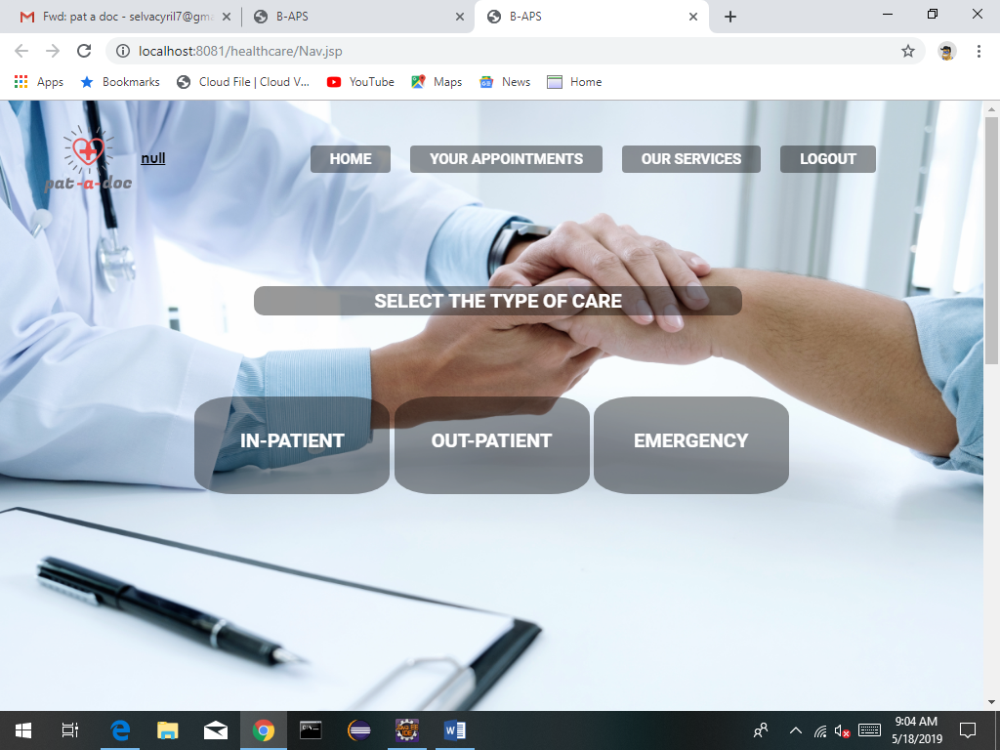 Fwd: pat a doc - selvacyril7@gma
B-APS
B-APS
localhost:8081/healthcare/Nav.jsp
Apps
Bookmarks
Cloud File | Cloud V...
YouTube
Maps
News
Home
pat-a-doc
null
HOME
YOUR APPOINTMENTS
OUR SERVICES
LOGOUT
SELECT THE TYPE OF CARE
IN-PATIENT
OUT-PATIENT
EMERGENCY
9:04 AM
5/18/2019